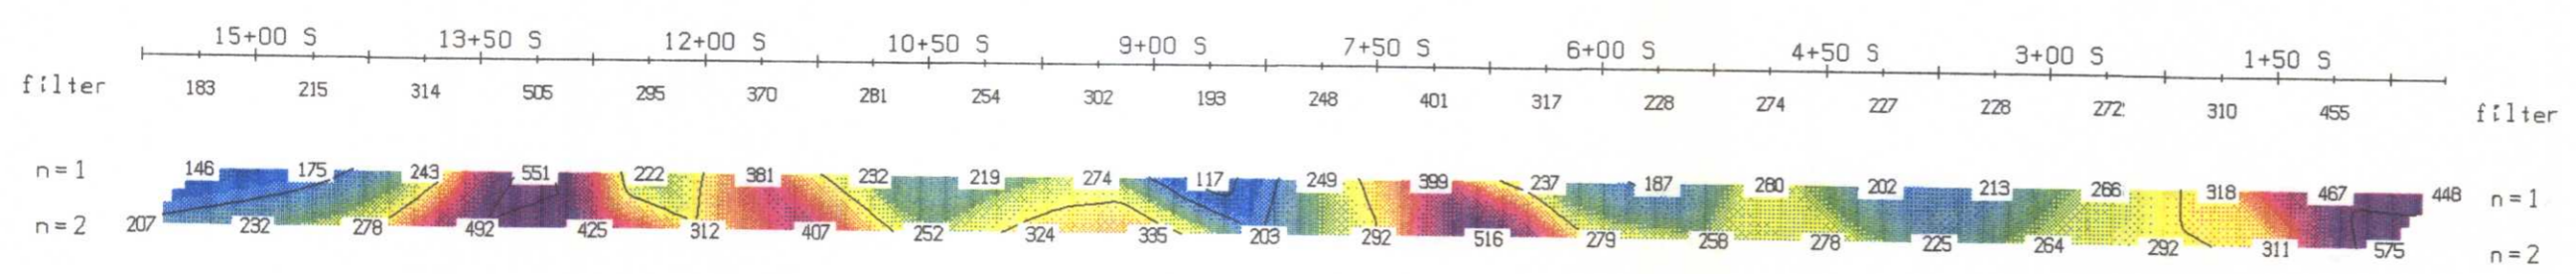 15+00 S 13+50 S 12+00 S 10+50 S 9+00 S 7+50 S 6+00 S 4+50 S 3+00 S 1+50 S
filter 183 215 314 505 295 370 281 254 302 193 248 401 317 228 274 227 228 272 310 455 filter
n=1 146 175 243 551 222 381 232 219 274 117 249 399 237 187 280 202 213 266 318 467 448 n=1
n=2 207 232 278 492 425 312 407 252 324 335 203 292 516 279 258 278 225 264 292 311 575 n=2